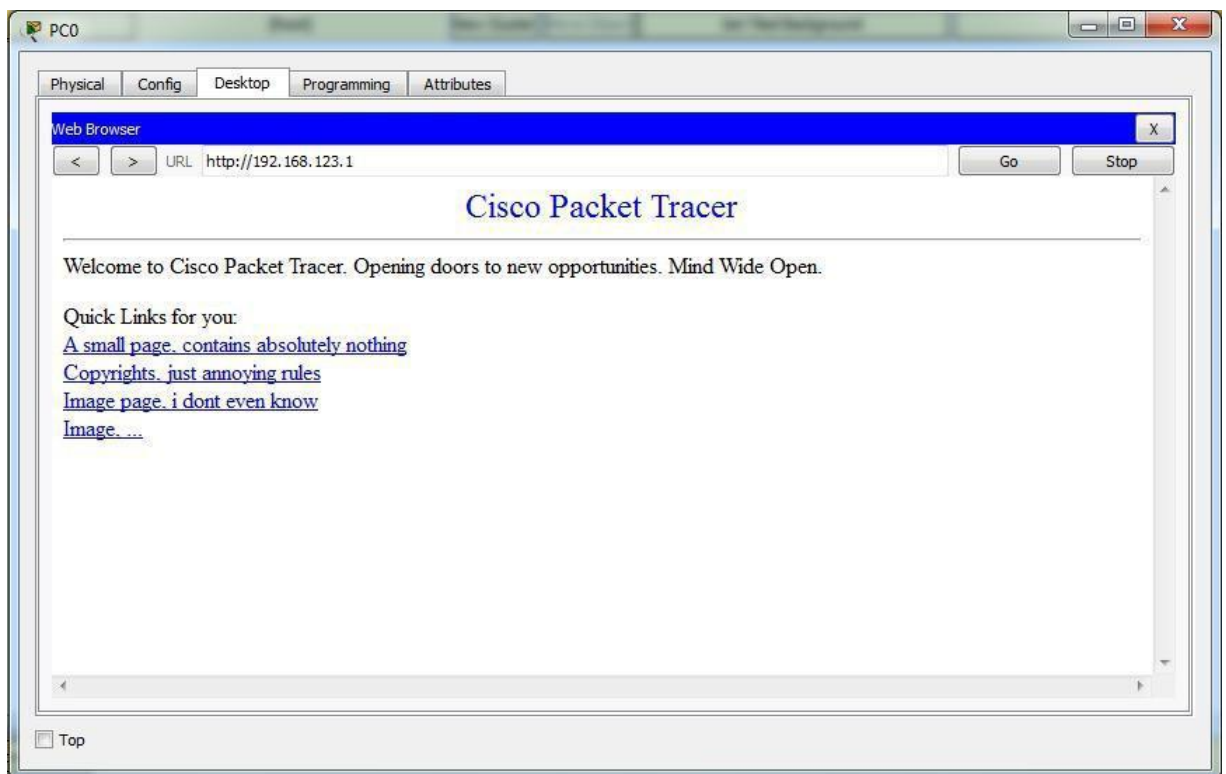 PC0
Physical Config Desktop Programming Attributes
Web Browser X
< > URL http://192.168.123.1 Go Stop
Cisco Packet Tracer
Welcome to Cisco Packet Tracer. Opening doors to new opportunities. Mind Wide Open.
Quick Links for you:
A small page. contains absolutely nothing
Copyrights. just annoying rules
Image page. i dont even know
Image. ...
Top